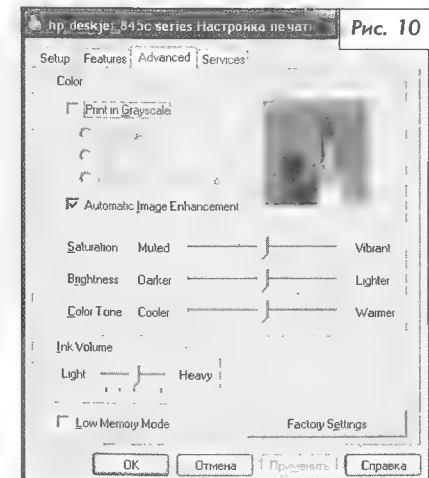 hp deskjet 845c series Настройка печати
Рис. 10
Setup Features Advanced Services
Color
Print in Grayscale
Automatic Image Enhancement
Saturation Muted Vibrant
Brightness Darker Lighter
Color Tone Cooler Warmer
Ink Volume
Light Heavy
Low Memory Mode Factory Settings
OK Отмена Применить Справка